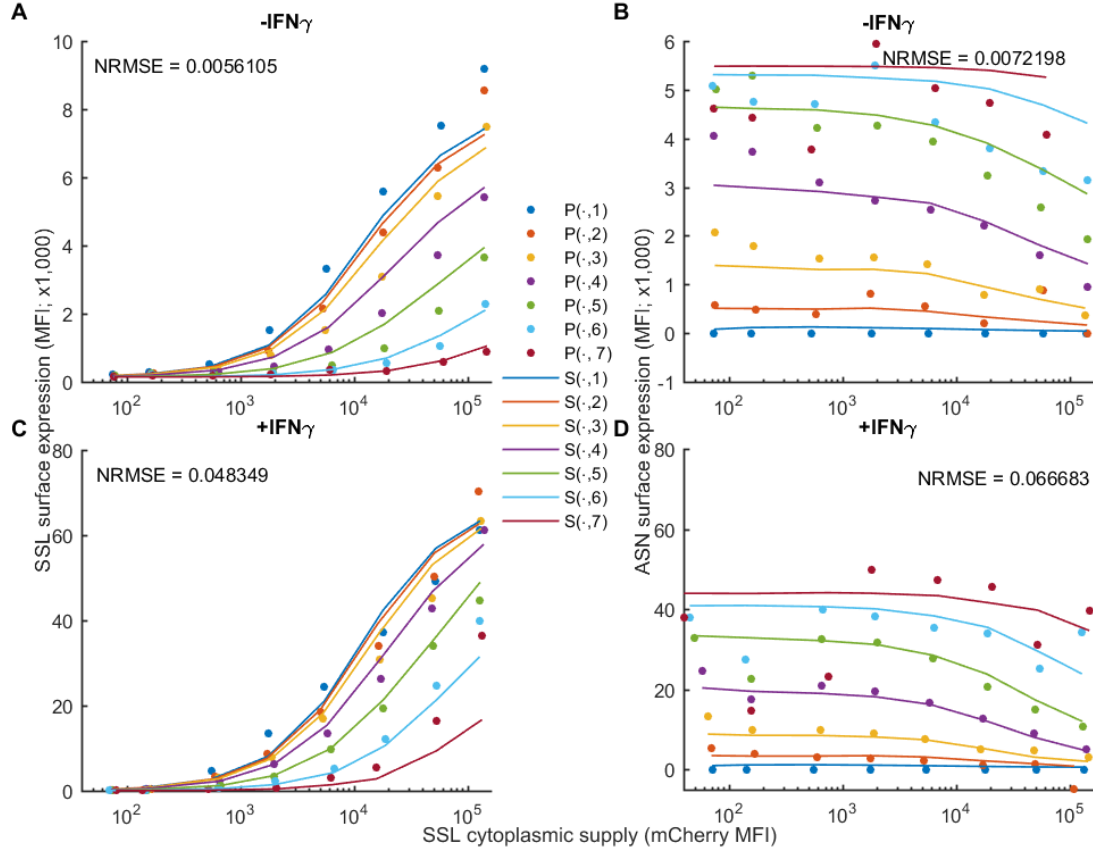 A
-IFNγ
NRMSE = 0.0056105
10
8
6
4
2
0
10²
10³
10⁴
10⁵
B
-IFNγ
NRMSE = 0.0072198
6
5
4
3
2
1
0
-1
10²
10³
10⁴
10⁵
P(·,1)
P(·,2)
P(·,3)
P(·,4)
P(·,5)
P(·,6)
P(·, 7)
S(·,1)
S(·,2)
S(·,3)
S(·,4)
S(·,5)
S(·,6)
S(·,7)
C
+IFNγ
NRMSE = 0.048349
80
60
40
20
0
10²
10³
10⁴
10⁵
D
+IFNγ
NRMSE = 0.066683
80
60
40
20
0
10²
10³
10⁴
10⁵
SSL surface expression (MFI; x1,000)
ASN surface expression (MFI; x1,000)
SSL cytoplasmic supply (mCherry MFI)